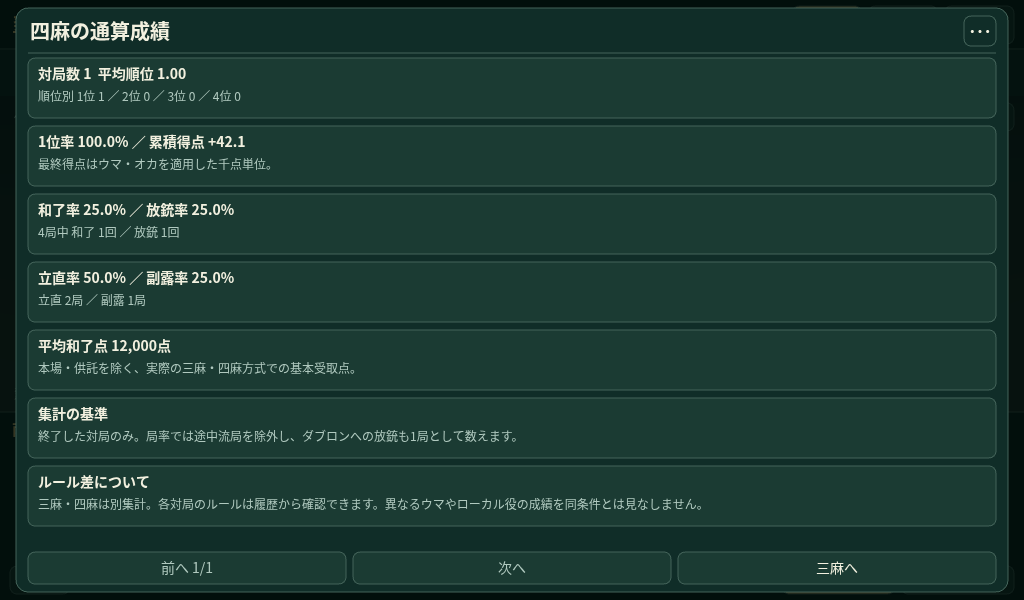 四麻の通算成績
…
対局数 1 平均順位 1.00
順位別 1位 1 ／ 2位 0 ／ 3位 0 ／ 4位 0
1位率 100.0% ／ 累積得点 +42.1
最終得点はウマ・オカを適用した千点単位。
和了率 25.0% ／ 放銃率 25.0%
4局中 和了 1回 ／ 放銃 1回
立直率 50.0% ／ 副露率 25.0%
立直 2局 ／ 副露 1局
平均和了点 12,000点
本場・供託を除く、実際の三麻・四麻方式での基本受取点。
集計の基準
終了した対局のみ。局率では途中流局を除外し、ダブロンへの放銃も1局として数えます。
ルール差について
三麻・四麻は別集計。各対局のルールは履歴から確認できます。異なるウマやローカル役の成績を同条件とは見なしません。
前へ 1/1
次へ
三麻へ